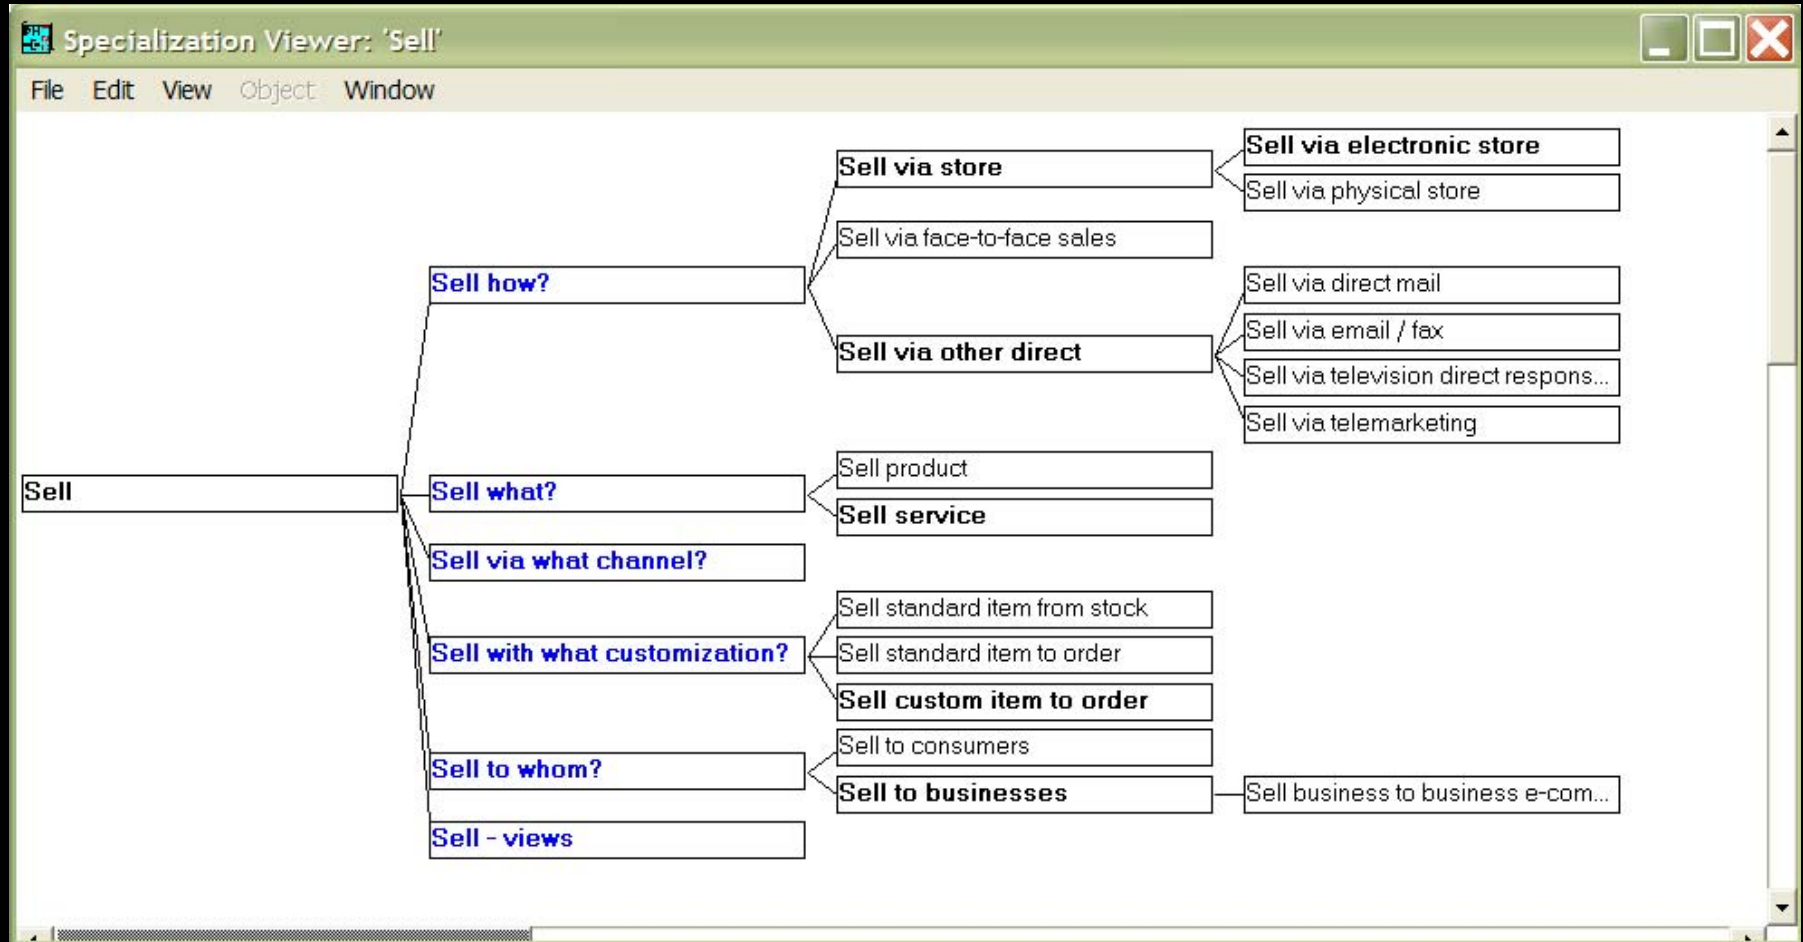 Specialization Viewer: 'Sell'
File Edit View Object Window
Sell
Sell how?
Sell via store
Sell via electronic store
Sell via physical store
Sell via face-to-face sales
Sell via other direct
Sell via direct mail
Sell via email / fax
Sell via television direct respons...
Sell via telemarketing
Sell what?
Sell product
Sell service
Sell via what channel?
Sell with what customization?
Sell standard item from stock
Sell standard item to order
Sell custom item to order
Sell to whom?
Sell to consumers
Sell to businesses
Sell business to business e-com...
Sell - views